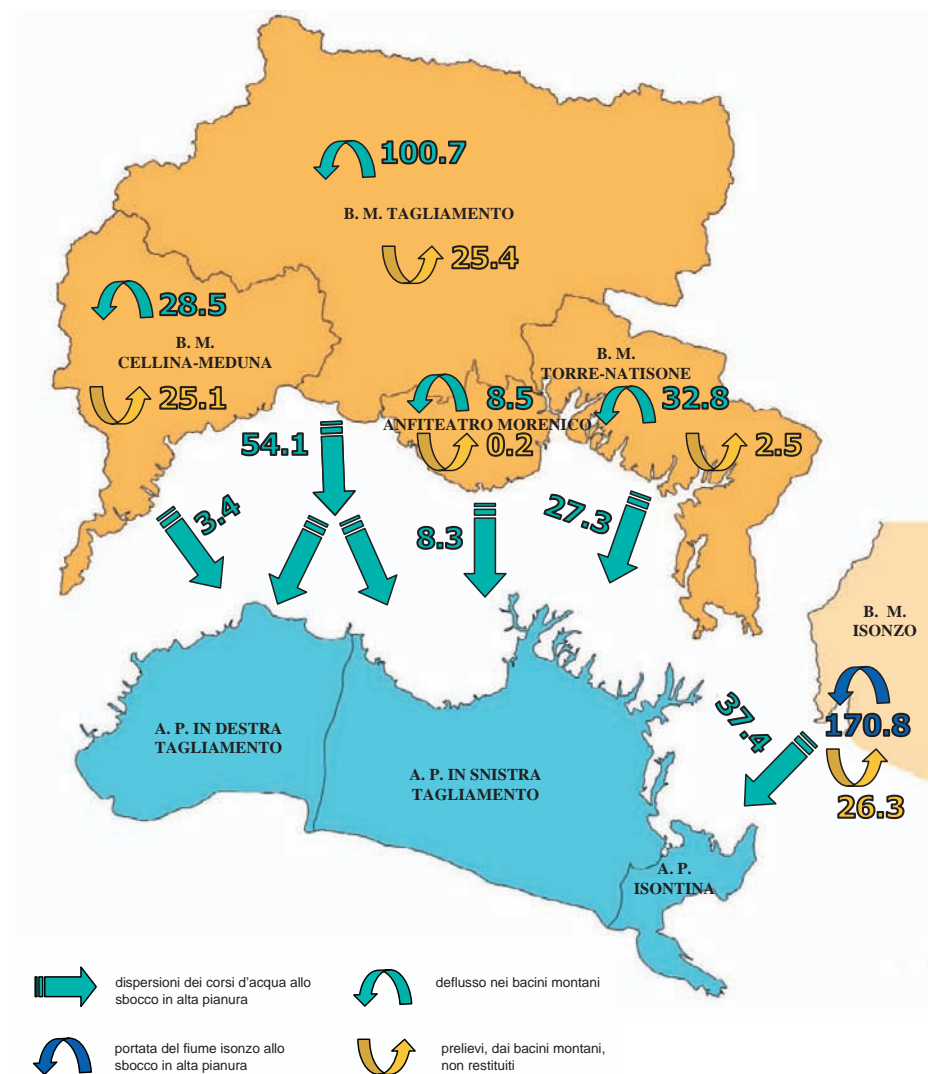 100.7
B. M. TAGLIAMENTO
25.4
28.5
B. M.
CELLINA-MEDUNA
25.1
B. M.
TORRE-NATISONE
32.8
2.5
8.5
ANFITEATRO MORENICO
0.2
54.1
3.4
8.3
27.3
B. M.
ISONZO
170.8
26.3
37.4
A. P. IN DESTRA
TAGLIAMENTO
A. P. IN SNISTRA
TAGLIAMENTO
A. P.
ISONTINA
dispersioni dei corsi d'acqua allo
sbocco in alta pianura
deflusso nei bacini montani
portata del fiume isonzo allo
sbocco in alta pianura
prelievi, dai bacini montani,
non restituiti